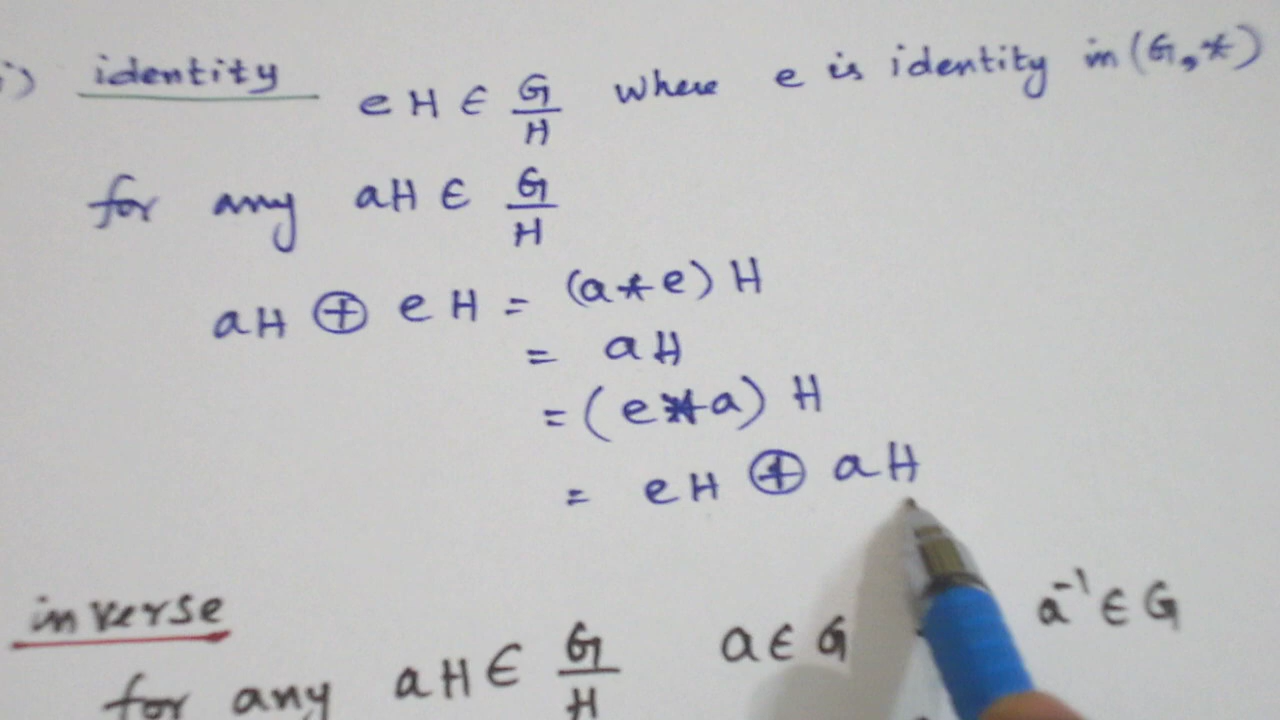 i) identity eH ∈ G/H where e is identity in (G,*)
for any aH ∈ G/H
aH ⊕ eH = (a*e) H
= aH
= (e*a) H
= eH ⊕ aH
inverse
for any aH ∈ G/H a ∈ G a⁻¹ ∈ G